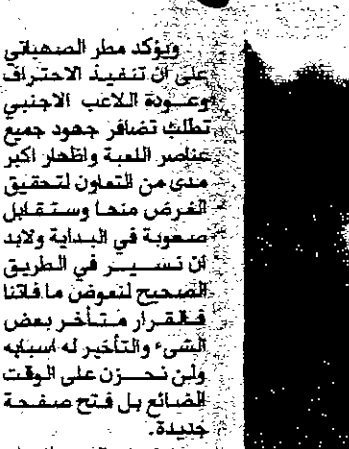 ويؤكد مطر الصهباني
على ان تنفيذ الاحتراف
وعودة اللاعب الاجنبي
تطلب تضافر جهود جميع
عناصر اللعبة واظهار اكبر
مدى من التعاون لتحقيق
الغرض منها وستقابل
صعوبة في البداية ولابد
ان نسير في الطريق
الصحيح لنعوض ما فاتنا
فالقرار متأخر بعض
الشىء والتأخير له اسبابه
ولن نحزن على الوقت
الضائع بل فتح صفحة
جديدة.